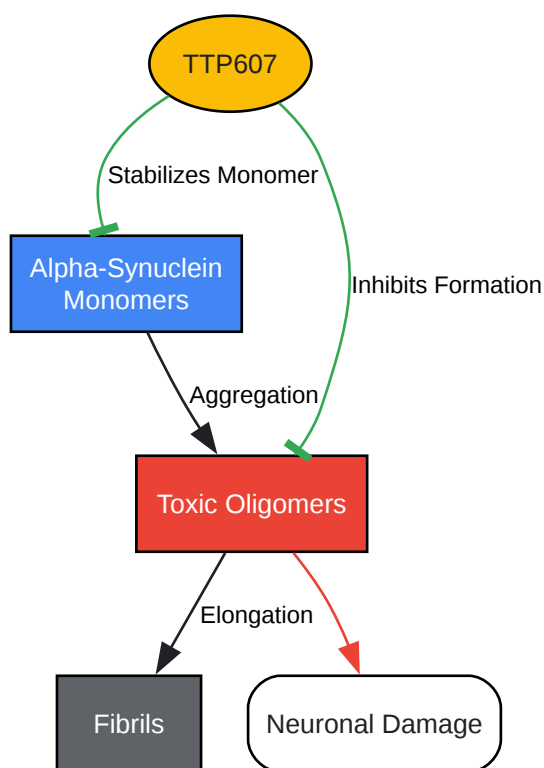 TTP607
Stabilizes Monomer
Alpha-Synuclein
Monomers
Inhibits Formation
Aggregation
Toxic Oligomers
Elongation
Fibrils
Neuronal Damage